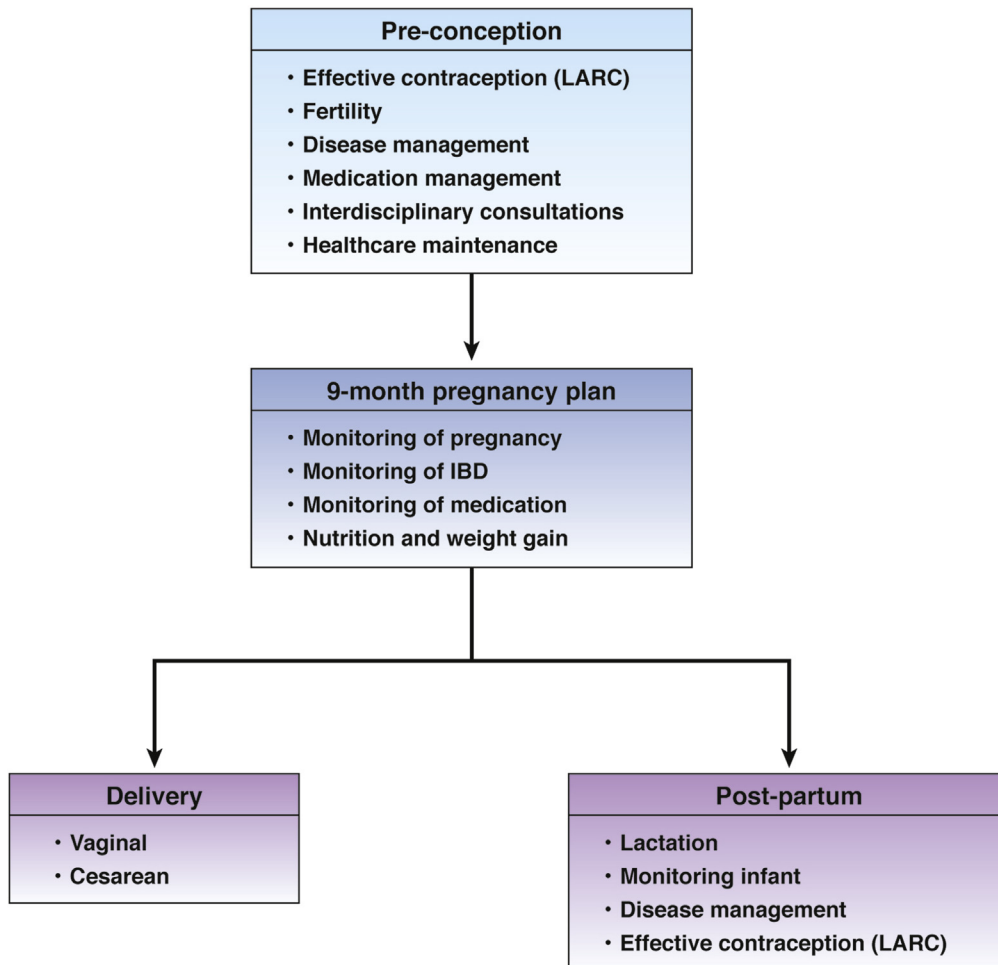 Pre-conception
· Effective contraception (LARC)
· Fertility
· Disease management
· Medication management
· Interdisciplinary consultations
· Healthcare maintenance
9-month pregnancy plan
· Monitoring of pregnancy
· Monitoring of IBD
· Monitoring of medication
· Nutrition and weight gain
Delivery
· Vaginal
· Cesarean
Post-partum
· Lactation
· Monitoring infant
· Disease management
· Effective contraception (LARC)